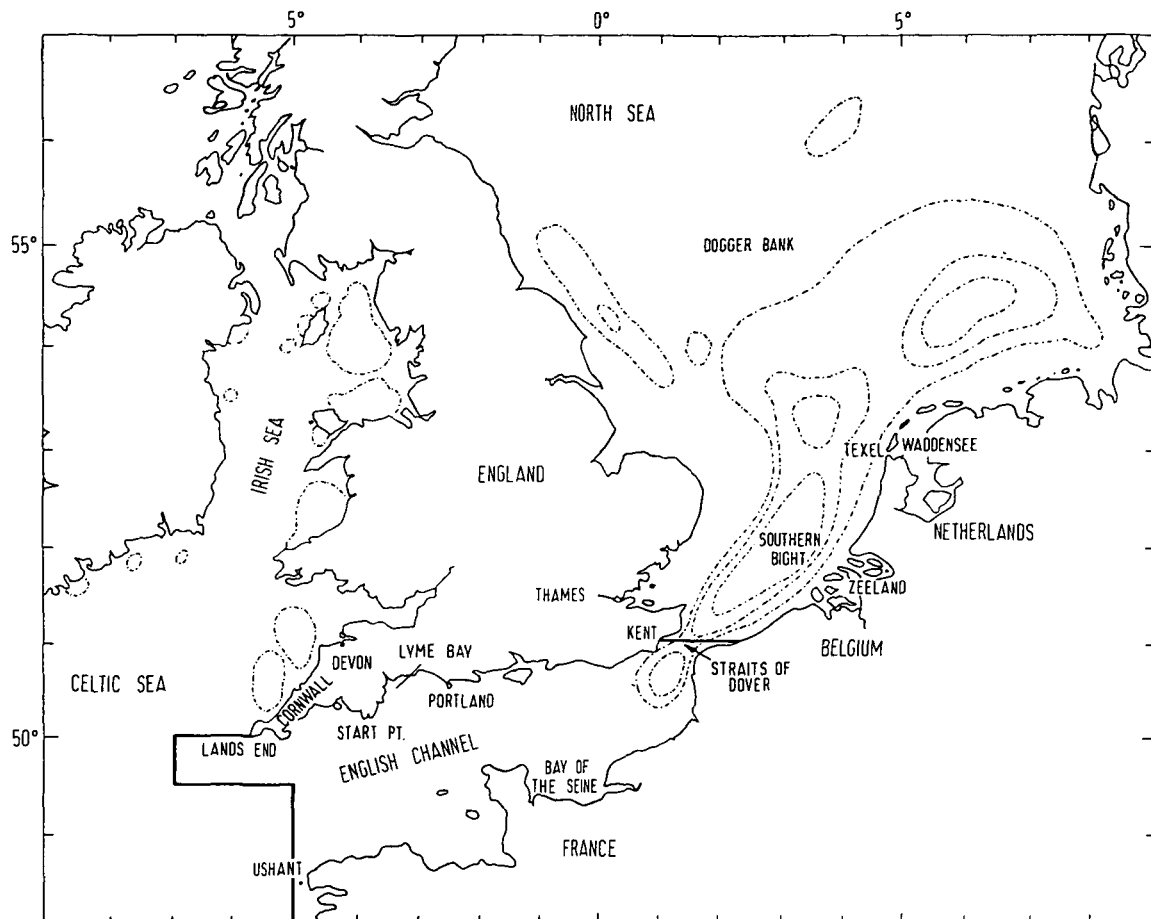 5°
0°
5°
NORTH SEA
55°
DOGGER BANK
IRISH SEA
ENGLAND
TEXEL
WADDENSEE
NETHERLANDS
SOUTHERN
BIGHT
THAMES
ZEELAND
KENT
BELGIUM
STRAITS OF
DOVER
LYME BAY
DEVON
CELTIC SEA
CORNWALL
PORTLAND
START PT.
50°
LANDS END
ENGLISH CHANNEL
BAY OF
THE SEINE
FRANCE
USHANT